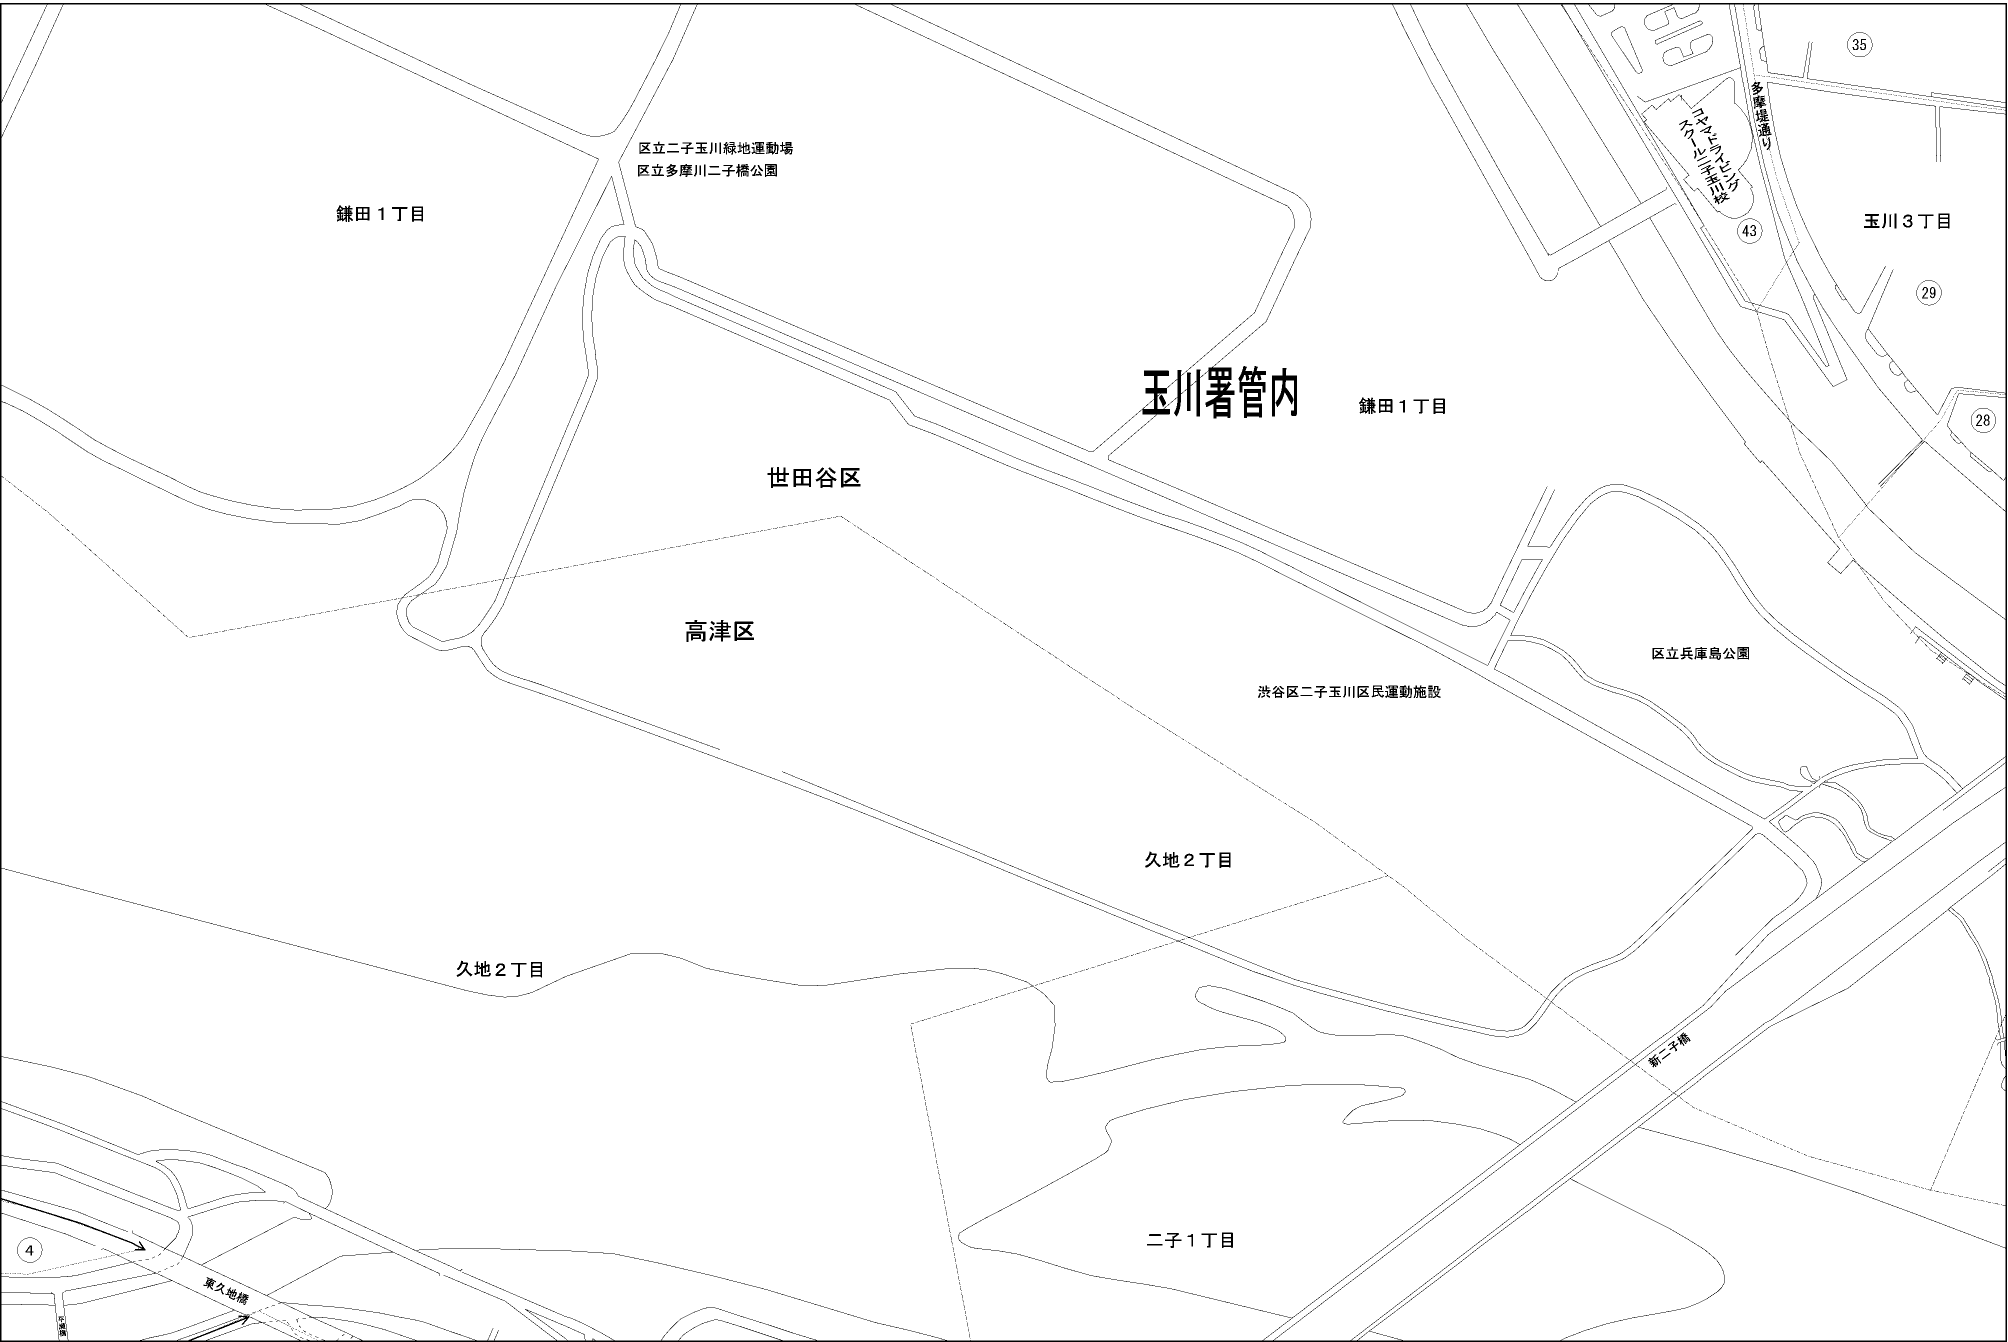 35
多摩堤通り
コヤマドライビング
スクール二子玉川校
区立二子玉川緑地運動場
区立多摩川二子橋公園
鎌田1丁目
玉川3丁目
43
29
玉川署管内
鎌田1丁目
28
世田谷区
高津区
区立兵庫島公園
渋谷区二子玉川区民運動施設
久地2丁目
久地2丁目
新二子橋
二子1丁目
4
東久地橋
平瀬橋